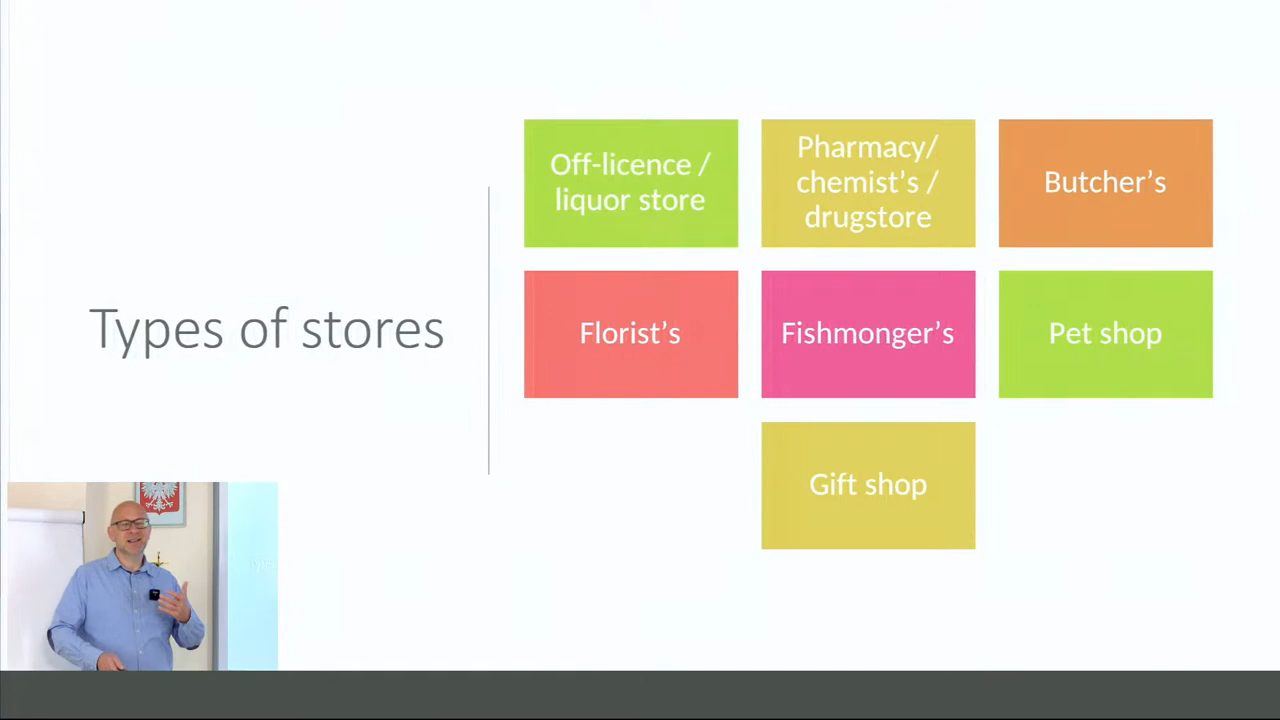 Types of stores
Off-licence /
liquor store
Pharmacy/
chemist’s /
drugstore
Butcher’s
Florist’s
Fishmonger’s
Pet shop
Gift shop